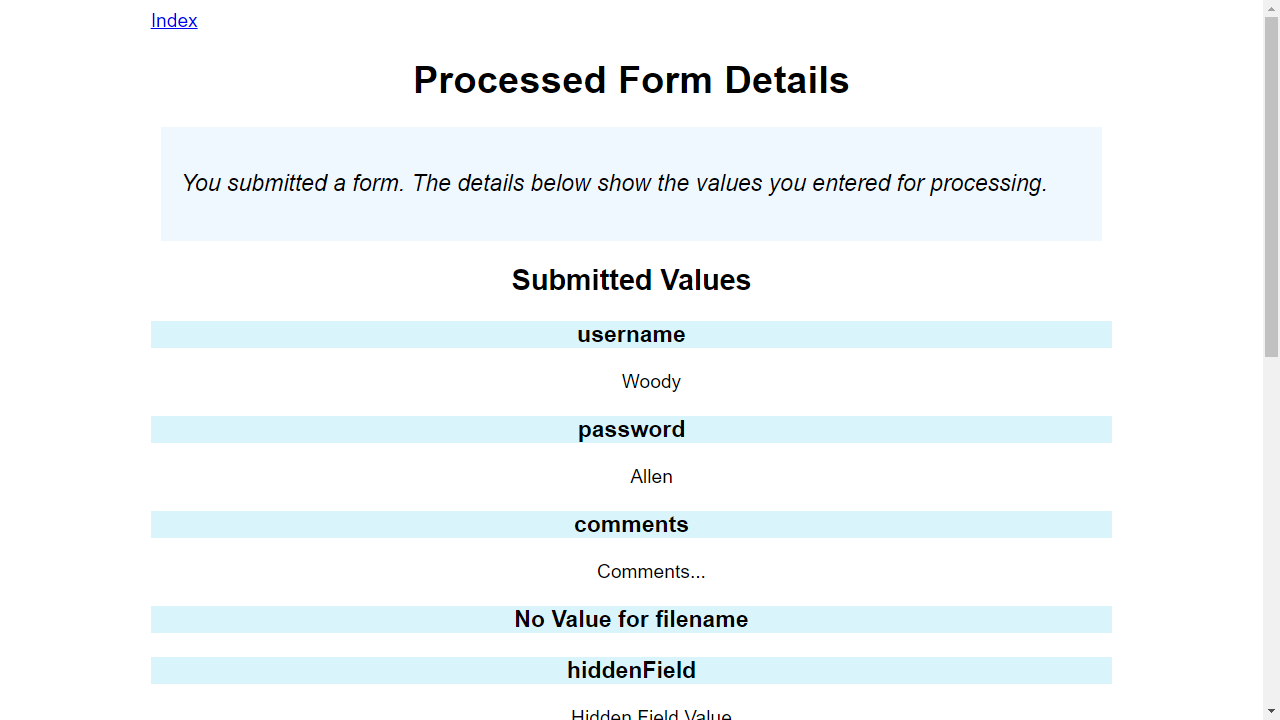 Index
Processed Form Details
You submitted a form. The details below show the values you entered for processing.
Submitted Values
username
Woody
password
Allen
comments
Comments...
No Value for filename
hiddenField
Hidden Field Value